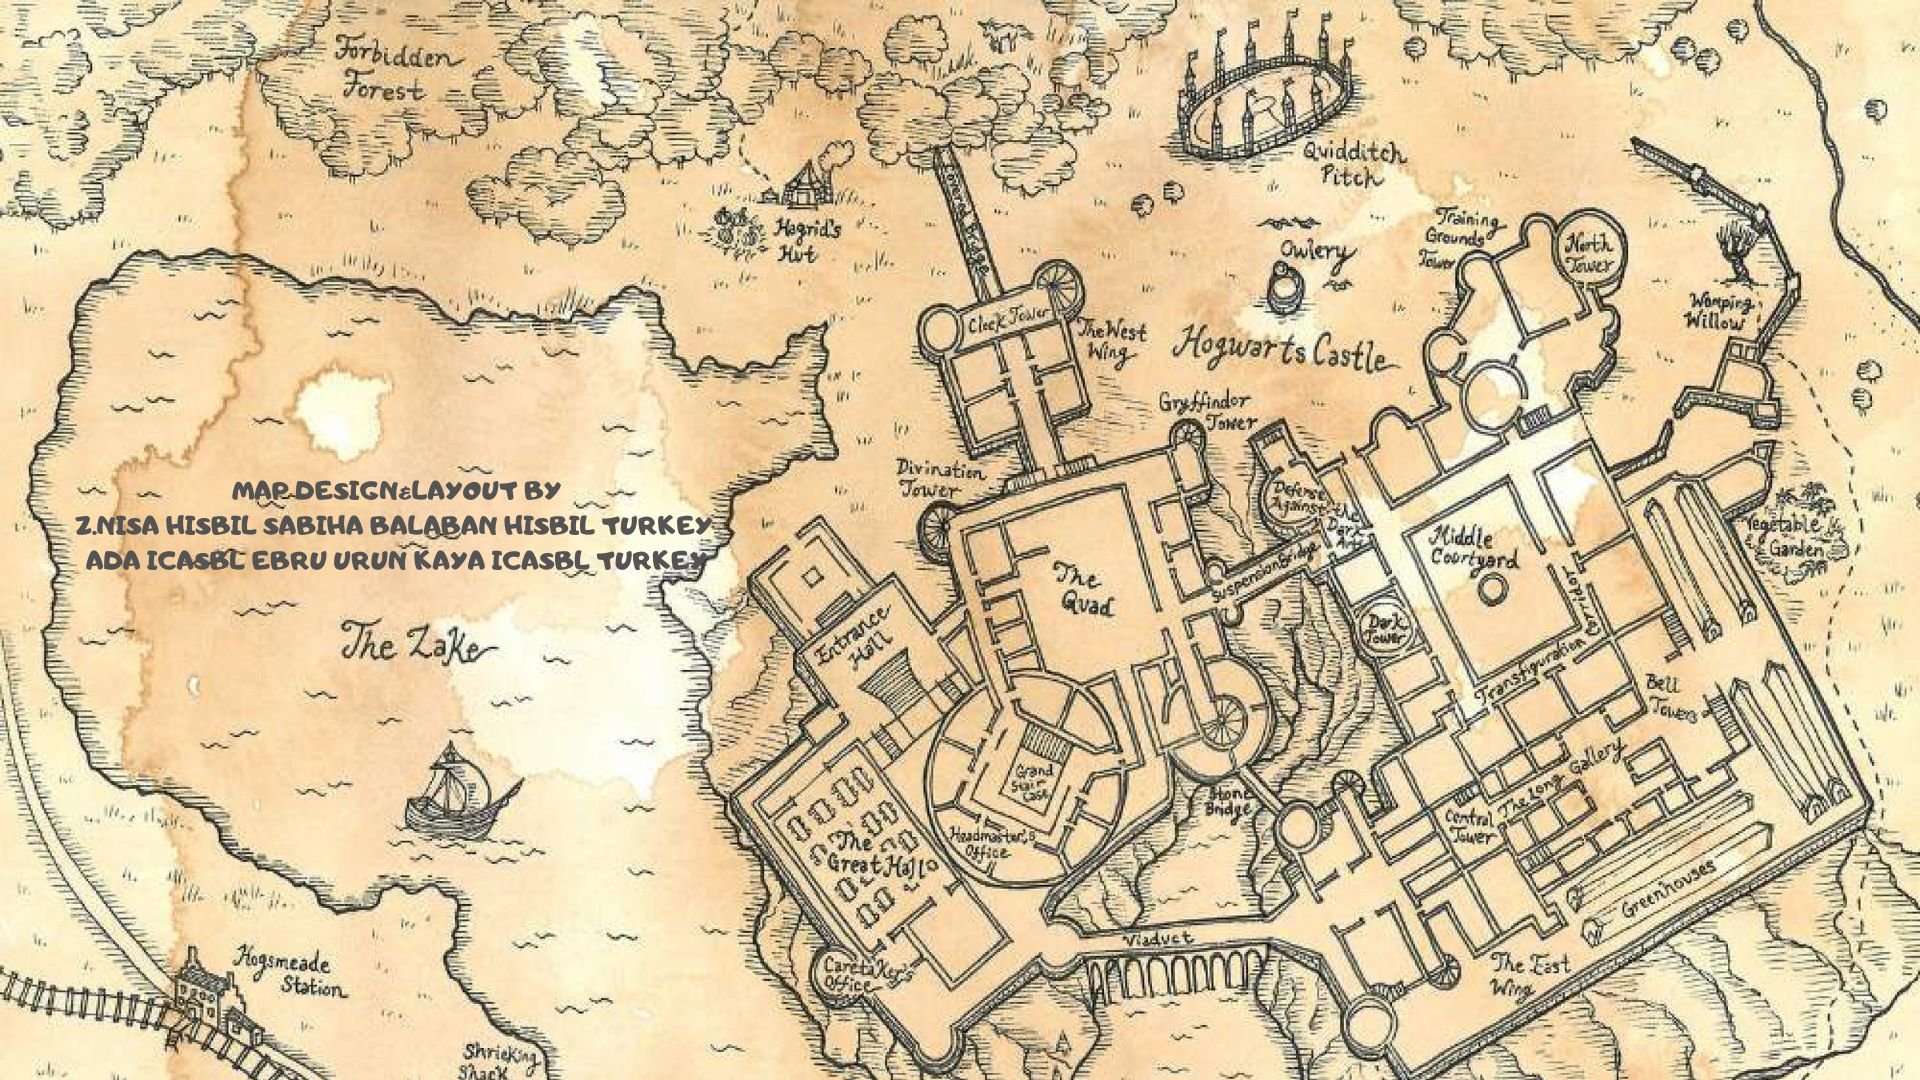 Forbidden
Forest
Quidditch
Pitch
Covered Bridge
Hagrid's
Hut
Training
Grounds
Tower
North
Tower
Owlery
Womping
Willow
Clock Tower
The West
Wing
Hogwarts Castle
Gryffindor
Tower
Divination
Tower
Defense
Against the
Dark
Arts
MAP DESIGN&LAYOUT BY
Z.NISA HISBIL SABIHA BALABAN HISBIL TURKEY
ADA ICASBL EBRU URUN KAYA ICASBL TURKEY
Middle
Courtyard
Vegetable
Garden
The
Quad
Suspension Bridge
Entrance
Hall
Dark
Tower
The Lake
Transfiguration Corridor
Bell
Towers
Grand
Stair
Case
Stone
Bridge
The Long Gallery
Central
Tower
Headmaster's
Office
The
Great Hall
Greenhouses
Viaduct
Caretaker's
Office
The East
Wing
Hogsmeade
Station
Shrieking
Shack